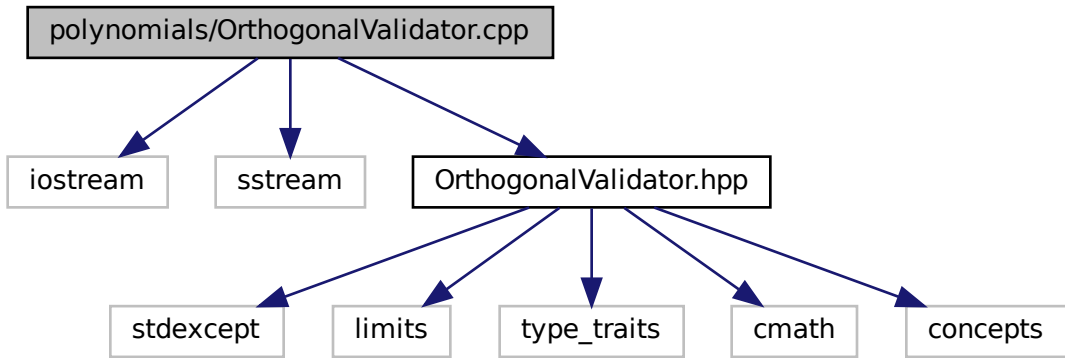 polynomials/OrthogonalValidator.cpp
iostream
sstream
OrthogonalValidator.hpp
stdexcept
limits
type_traits
cmath
concepts